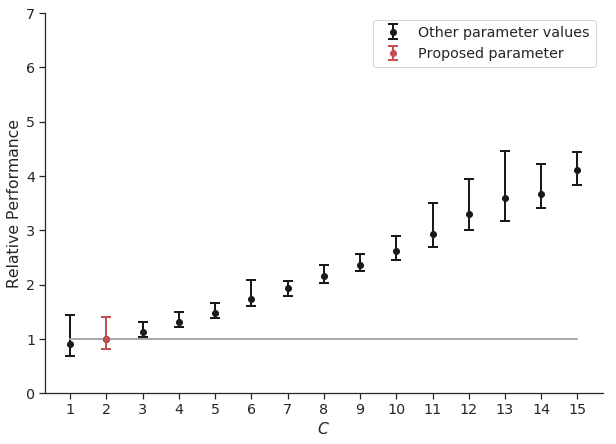 7
6
5
4
3
2
1
0
Relative Performance
Other parameter values
Proposed parameter
1 2 3 4 5 6 7 8 9 10 11 12 13 14 15
C